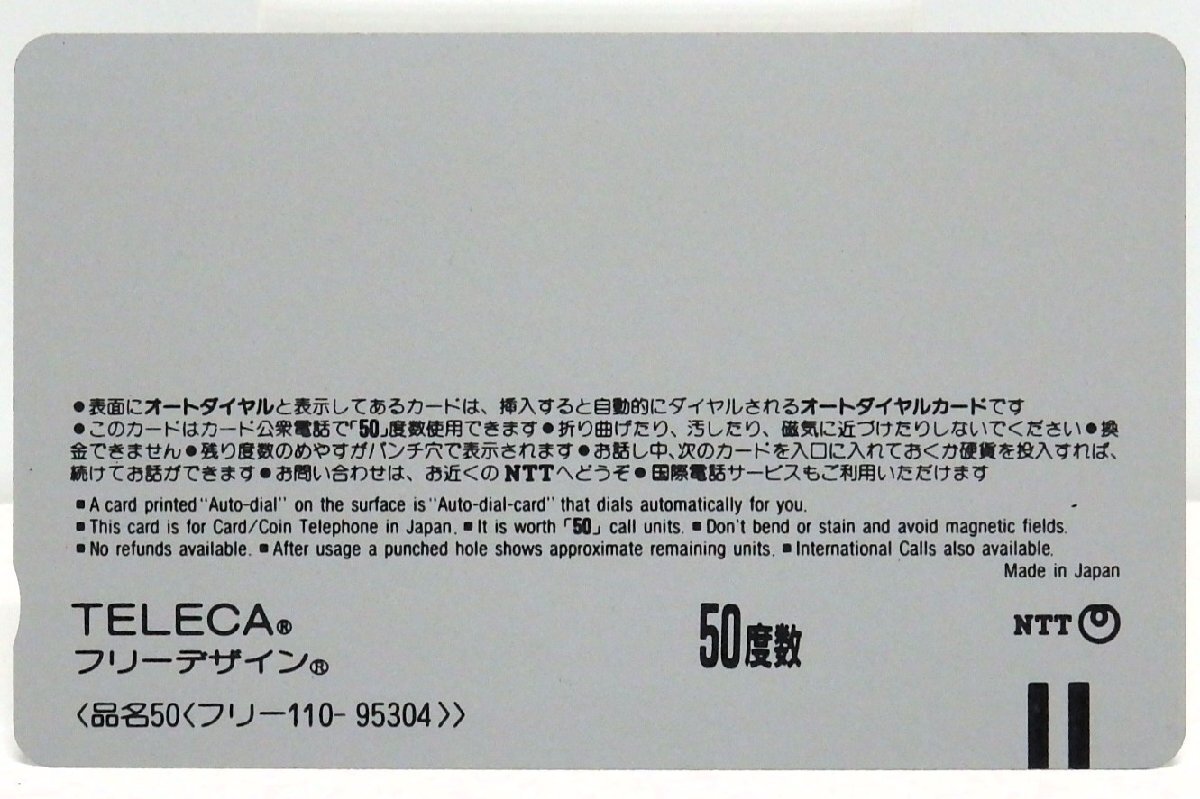 ●表面にオートダイヤルと表示してあるカードは、挿入すると自動的にダイヤルされるオートダイヤルカードです
●このカードはカード公衆電話で「50」度数使用できます●折り曲げたり、汚したり、磁気に近づけたりしないでください●換
金できません●残り度数のめやすがパンチ穴で表示されます●お話し中、次のカードを入口に入れておくか硬貨を投入すれば、
続けてお話ができます●お問い合わせは、お近くのNTTへどうぞ●国際電話サービスもご利用いただけます
■A card printed "Auto-dial" on the surface is "Auto-dial-card" that dials automatically for you.
■This card is for Card/Coin Telephone in Japan. ■It is worth 「50」 call units. ■Don't bend or stain and avoid magnetic fields.
■No refunds available. ■After usage a punched hole shows approximate remaining units. ■International Calls also available.
Made in Japan
TELECA®
フリーデザイン®
50度数
NTT
〈品名50〈フリー110-95304〉〉